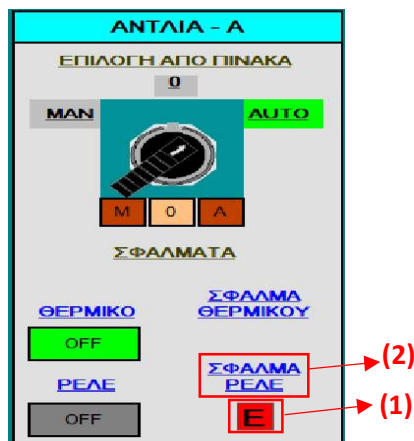 ΑΝΤΛΙΑ - Α
ΕΠΙΛΟΓΗ ΑΠΟ ΠΙΝΑΚΑ
0
MAN
AUTO
M 0 A
ΣΦΑΛΜΑΤΑ
ΘΕΡΜΙΚΟ
ΣΦΑΛΜΑ
ΘΕΡΜΙΚΟΥ
OFF
ΡΕΛΕ
ΣΦΑΛΜΑ
ΡΕΛΕ
(2)
OFF
E
(1)